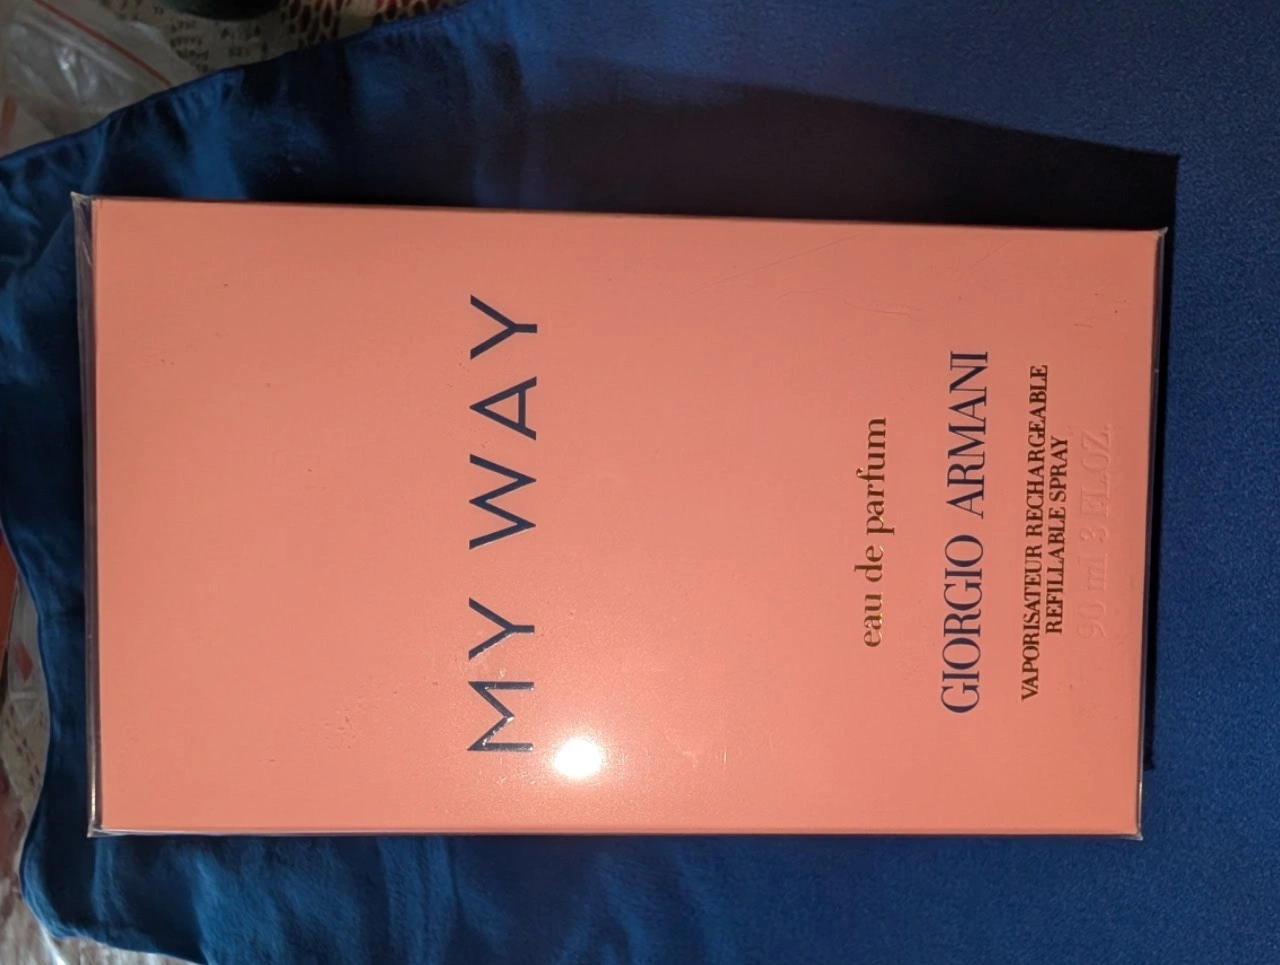 MY WAY
eau de parfum
GIORGIO ARMANI
VAPORISATEUR RECHARGEABLE
REFILLABLE SPRAY
90 ml 3 FL.OZ.